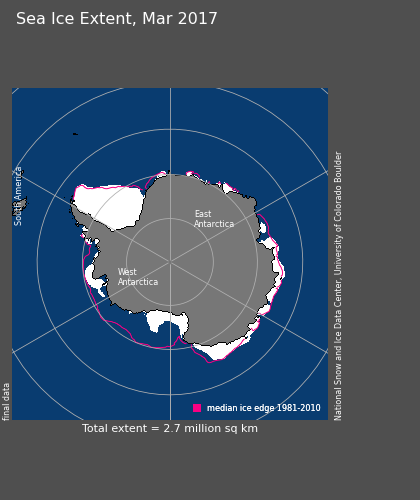 Sea Ice Extent, Mar 2017
South America
East
Antarctica
West
Antarctica
National Snow and Ice Data Center, University of Colorado Boulder
final data
median ice edge 1981-2010
Total extent = 2.7 million sq km